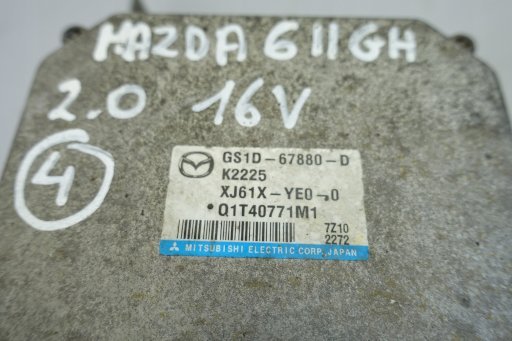 MAZDA 6 II GH
2.0 16V
4
GS1D-67880-D
K2225
XJ61X-YE0-0
•Q1T40771M1
7Z10
2272
MITSUBISHI ELECTRIC CORP. JAPAN